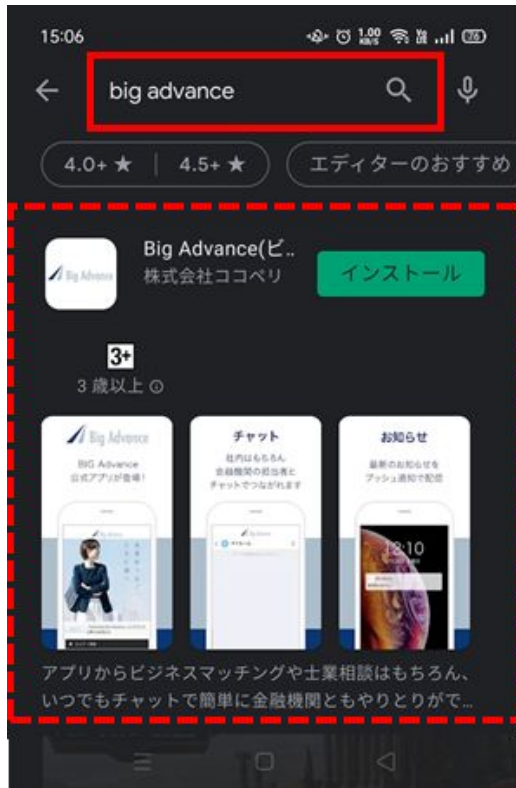 15:06
1.00
KB/S
76
big advance
4.0+ ★ | 4.5+ ★
エディターのおすすめ
Big Advance
Big Advance(ビ..
株式会社ココペリ
インストール
3+
3 歳以上
Big Advance
BIG Advance
公式アプリが登場!
チャット
社内はもちろん
金融機関の担当者と
チャットでつながれます
お知らせ
最新のお知らせを
プッシュ通知で配信
アプリからビジネスマッチングや士業相談はもちろん、
いつでもチャットで簡単に金融機関ともやりとりがで...